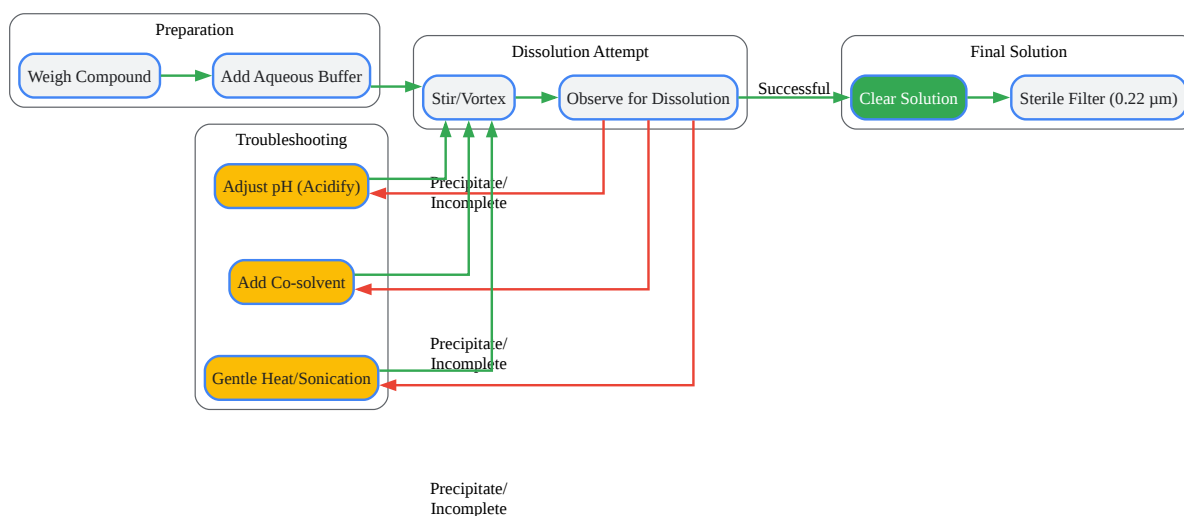 Preparation
Weigh Compound
Add Aqueous Buffer
Dissolution Attempt
Stir/Vortex
Observe for Dissolution
Successful
Final Solution
Clear Solution
Sterile Filter (0.22 µm)
Troubleshooting
Adjust pH (Acidify)
Precipitate/
Incomplete
Add Co-solvent
Precipitate/
Incomplete
Gentle Heat/Sonication
Precipitate/
Incomplete